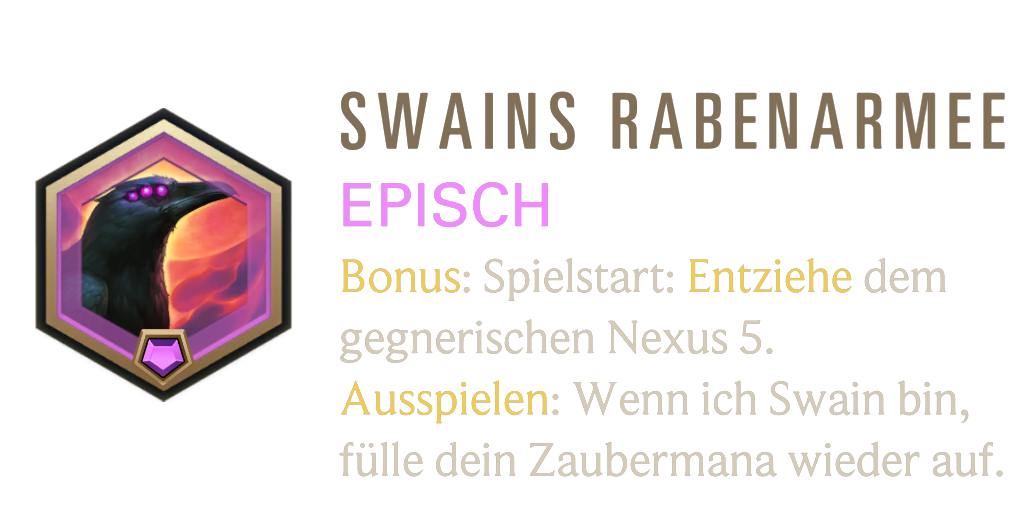 SWAINS RABENARMEE
EPISCH
Bonus: Spielstart: Entziehe dem
gegnerischen Nexus 5.
Ausspielen: Wenn ich Swain bin,
fülle dein Zaubermana wieder auf.